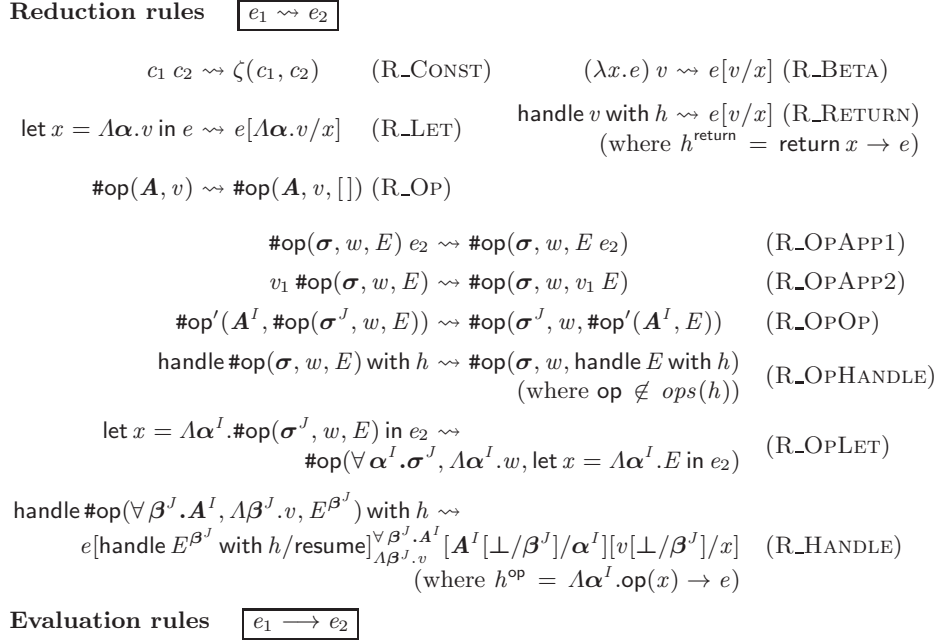 Reduction rules   e₁ ⇝ e₂
c₁ c₂ ⇝ ζ(c₁, c₂)   (R_CONST)   (λx.e) v ⇝ e[v/x] (R_BETA)
let x = Λ𝜶.v in e ⇝ e[Λ𝜶.v/x]   (R_LET)   handle v with h ⇝ e[v/x] (R_RETURN)
(where h^return = return x → e)
#op(𝑨, v) ⇝ #op(𝑨, v, [ ]) (R_OP)
#op(𝝈, w, E) e₂ ⇝ #op(𝝈, w, E e₂)   (R_OPAPP1)
v₁ #op(𝝈, w, E) ⇝ #op(𝝈, w, v₁ E)   (R_OPAPP2)
#op′(𝑨^I, #op(𝝈^J, w, E)) ⇝ #op(𝝈^J, w, #op′(𝑨^I, E))   (R_OPOP)
handle #op(𝝈, w, E) with h ⇝ #op(𝝈, w, handle E with h)   (R_OPHANDLE)
(where op ∉ ops(h))
let x = Λ𝜶^I.#op(𝝈^J, w, E) in e₂ ⇝   (R_OPLET)
#op(∀ 𝜶^I.𝝈^J, Λ𝜶^I.w, let x = Λ𝜶^I.E in e₂)
handle #op(∀ 𝜷^J.𝑨^I, Λ𝜷^J.v, E^{𝜷^J}) with h ⇝
e[handle E^{𝜷^J} with h/resume]^{∀ 𝜷^J.𝑨^I}_{Λ𝜷^J.v} [𝑨^I[⊥/𝜷^J]/𝜶^I][v[⊥/𝜷^J]/x]   (R_HANDLE)
(where h^op = Λ𝜶^I.op(x) → e)
Evaluation rules   e₁ ⟶ e₂